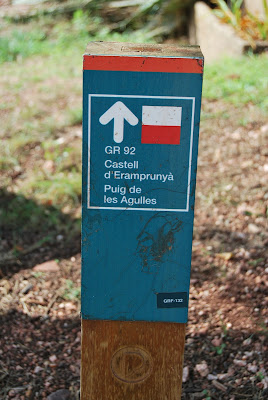 GR 92
Castell
d'Eramprunyà
Puig de
les Agulles